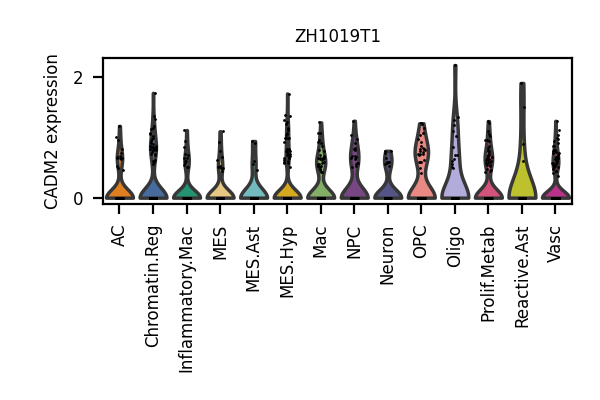 ZH1019T1
CADM2 expression
2
0
AC
Chromatin.Reg
Inflammatory.Mac
MES
MES.Ast
MES.Hyp
Mac
NPC
Neuron
OPC
Oligo
Prolif.Metab
Reactive.Ast
Vasc